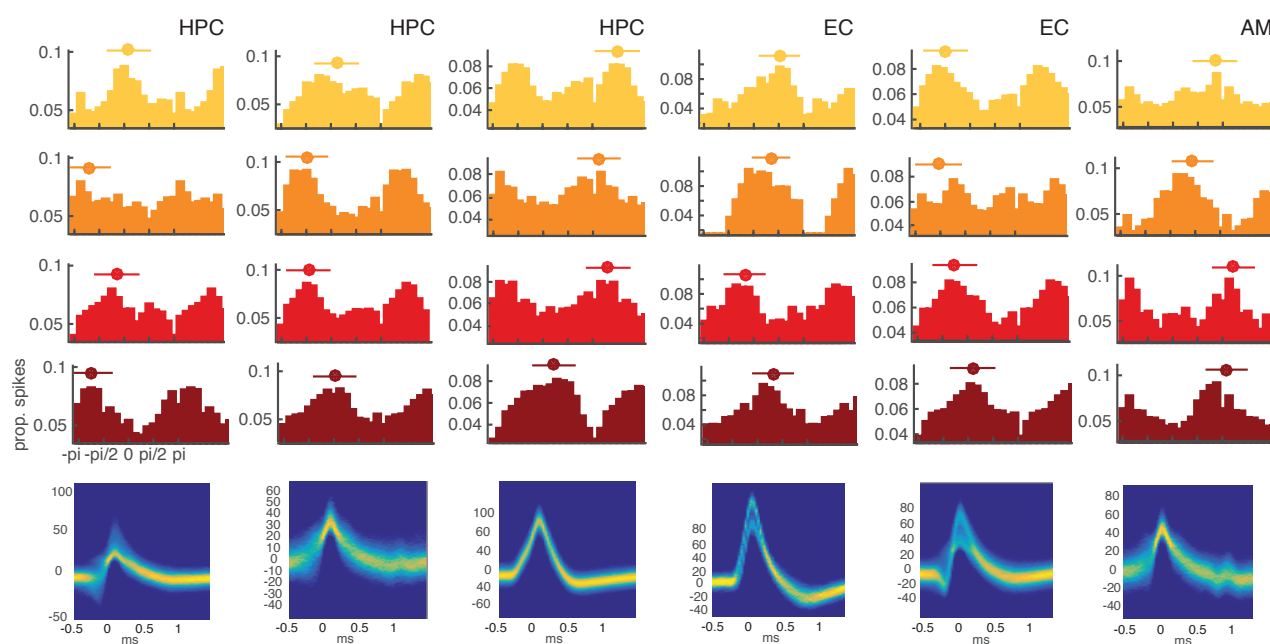 HPC HPC HPC EC EC AM
0.1 0.1 0.08 0.08 0.08 0.1
0.06 0.06
0.05 0.05 0.04 0.04 0.04 0.05
0.1 0.1 0.08 0.08 0.08 0.1
0.06 0.06
0.05 0.05 0.04 0.04 0.04 0.05
0.1 0.1 0.08 0.08 0.08 0.1
0.06 0.06
0.05 0.05 0.04 0.04 0.04 0.05
prop. spikes
0.1 0.1 0.08 0.08 0.08 0.1
0.06 0.06
0.05 0.05 0.04 0.04 0.04 0.05
-pi -pi/2 0 pi/2 pi
100 50 0 -50
60 50 40 30 20 10 0 -10 -20 -30 -40
100 60 40 0 -40 -60
80 40 20 0 -20 -40
80 60 40 20 0 -20 -40
80 60 40 20 0 -20 -40
-0.5 0 0.5 1 -0.5 0 0.5 1 -0.5 0 0.5 1 -0.5 0 0.5 1 -0.5 0 0.5 1 -0.5 0 0.5 1
ms ms ms ms ms ms